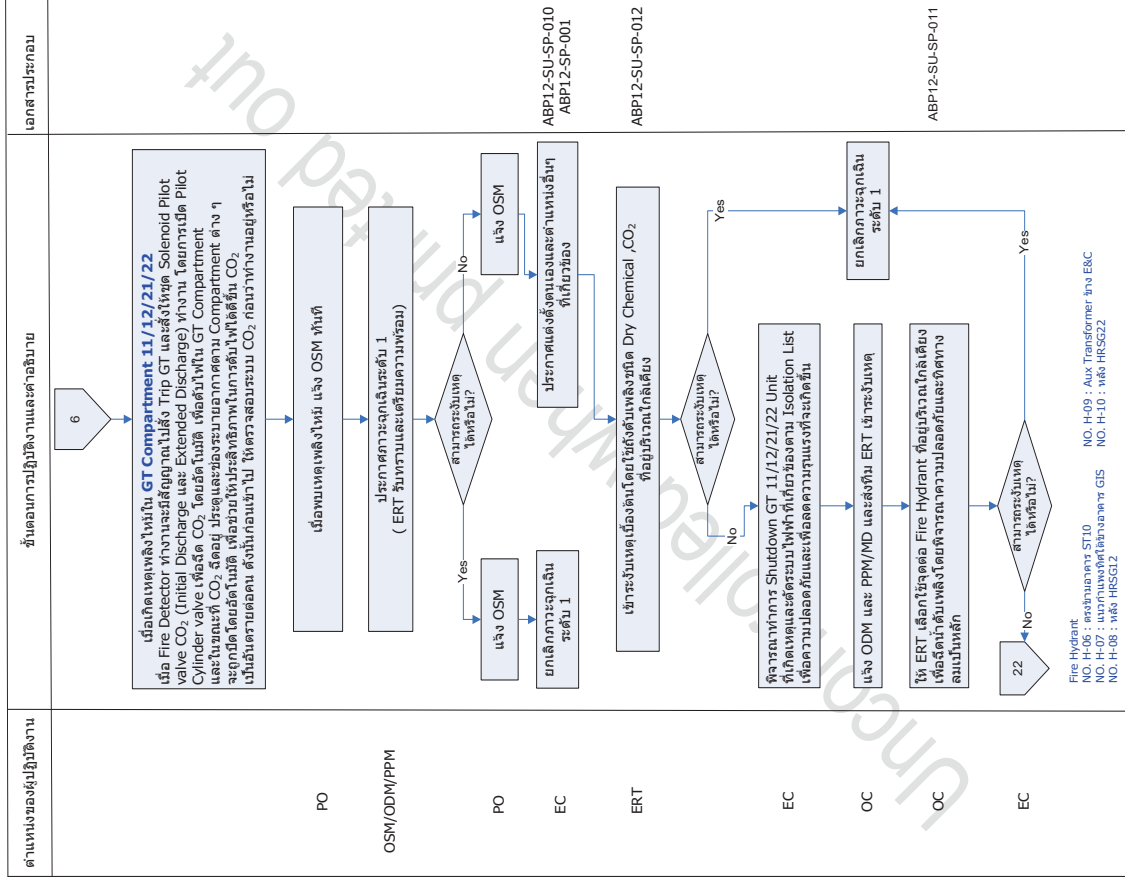 ตำแหน่งของผู้ปฏิบัติงาน
ขั้นตอนการปฏิบัติงานและคำอธิบาย
เอกสารประกอบ
6
เมื่อเกิดเหตุเพลิงไหม้ใน GT Compartment 11/12/21/22
เมื่อ Fire Detector ทำงานจะมีสัญญาณไปสั่ง Trip GT และสั่งให้ชุด Solenoid Pilot
valve CO₂ (Initial Discharge และ Extended Discharge) ทำงาน โดยการเปิด Pilot
Cylinder valve เพื่อฉีด CO₂ โดยอัตโนมัติ เพื่อดับไฟใน GT Compartment
และในขณะที่ CO₂ ฉีดอยู่ ประตูและช่องระบายอากาศตาม Compartment ต่าง ๆ
จะถูกปิดโดยอัตโนมัติ เพื่อช่วยให้ประสิทธิภาพในการดับไฟได้ดีขึ้น CO₂
เป็นอันตรายต่อคน ดังนั้นก่อนเข้าไป ให้ตรวจสอบระบบ CO₂ ก่อนว่าทำงานอยู่หรือไม่
PO
เมื่อพบเหตุเพลิงไหม้ แจ้ง OSM ทันที
OSM/ODM/PPM
ประกาศภาวะฉุกเฉินระดับ 1
( ERT รับทราบและเตรียมความพร้อม)
สามารถระงับเหตุ
ได้หรือไม่?
Yes
No
PO
แจ้ง OSM
แจ้ง OSM
EC
ยกเลิกภาวะฉุกเฉิน
ระดับ 1
ประกาศแต่งตั้งตนเองและตำแหน่งอื่นๆ
ที่เกี่ยวข้อง
ABP12-SU-SP-010
ABP12-SP-001
ERT
เข้าระงับเหตุเบื้องต้นโดยใช้ถังดับเพลิงชนิด Dry Chemical ,CO₂
ที่อยู่บริเวณใกล้เคียง
ABP12-SU-SP-012
สามารถระงับเหตุ
ได้หรือไม่?
No
Yes
EC
พิจารณาทำการ Shutdown GT 11/12/21/22 Unit
ที่เกิดเหตุและตัดระบบไฟฟ้าที่เกี่ยวข้องตาม Isolation List
เพื่อความปลอดภัยและเพื่อลดความรุนแรงที่จะเกิดขึ้น
OC
แจ้ง ODM และ PPM/MD และส่งทีม ERT เข้าระงับเหตุ
ยกเลิกภาวะฉุกเฉิน
ระดับ 1
OC
ให้ ERT เลือกใช้จุดต่อ Fire Hydrant ที่อยู่บริเวณใกล้เคียง
เพื่อฉีดน้ำดับเพลิงโดยพิจารณาความปลอดภัยและทิศทาง
ลมเป็นหลัก
ABP12-SU-SP-011
EC
สามารถระงับเหตุ
ได้หรือไม่?
No
Yes
22
Fire Hydrant
NO. H-06 : ตรงข้ามอาคาร ST10
NO. H-07 : แนวกำแพงทิศใต้ข้างอาคาร GIS
NO. H-08 : หลัง HRSG12
NO. H-09 : Aux Transformer ข้าง E&C
NO. H-10 : หลัง HRSG22
Uncontrolled when printed out